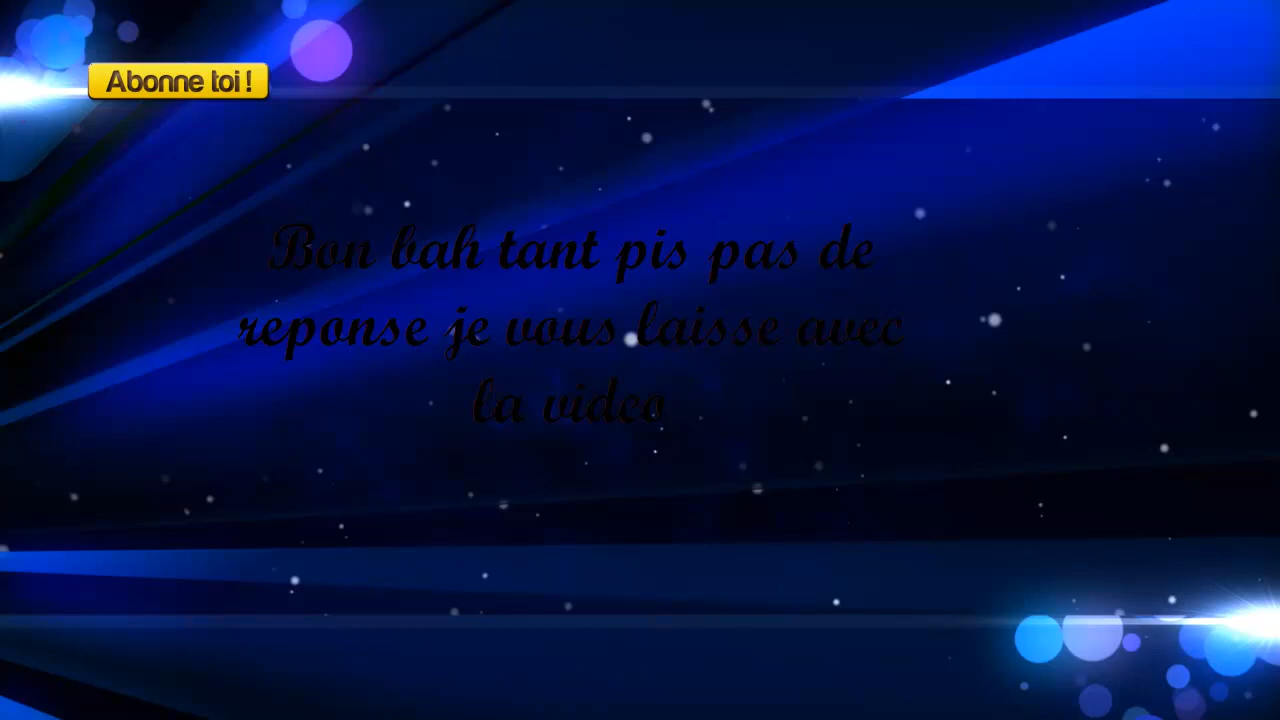 Abonne toi !
Bon bah tant pis pas de
reponse je vous laisse avec
la video